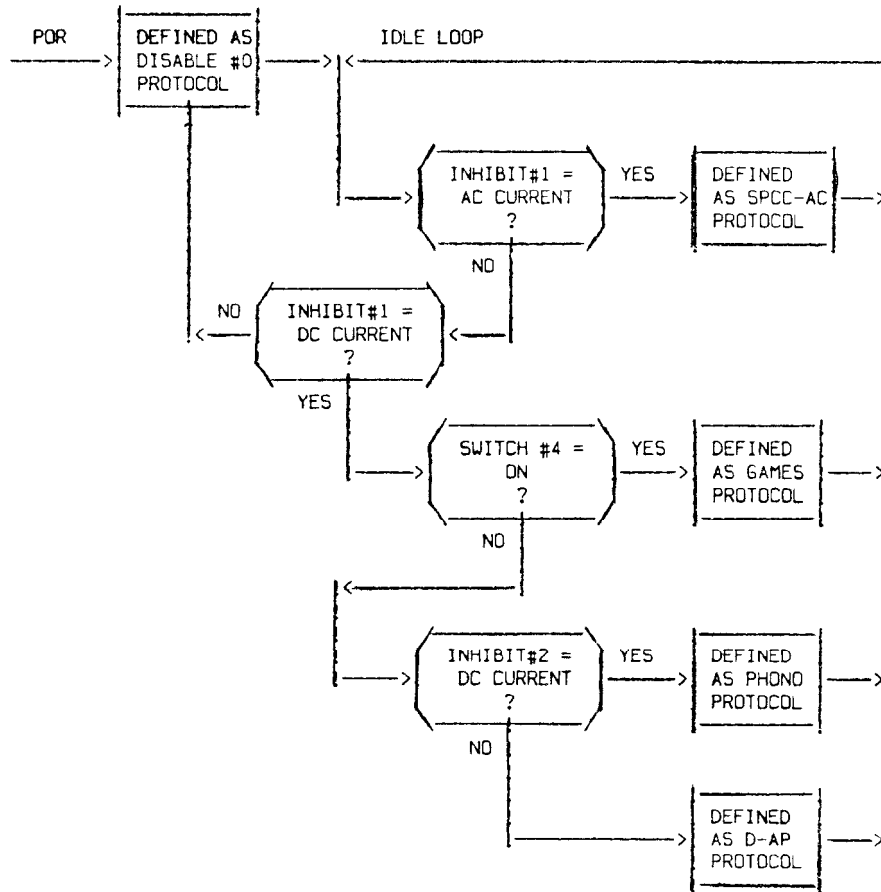 POR
DEFINED AS
DISABLE #0
PROTOCOL
IDLE LOOP
INHIBIT#1 =
AC CURRENT
?
YES
DEFINED
AS SPCC-AC
PROTOCOL
NO
NO
INHIBIT#1 =
DC CURRENT
?
YES
SWITCH #4 =
ON
?
YES
DEFINED
AS GAMES
PROTOCOL
NO
INHIBIT#2 =
DC CURRENT
?
YES
DEFINED
AS PHONO
PROTOCOL
NO
DEFINED
AS D-AP
PROTOCOL